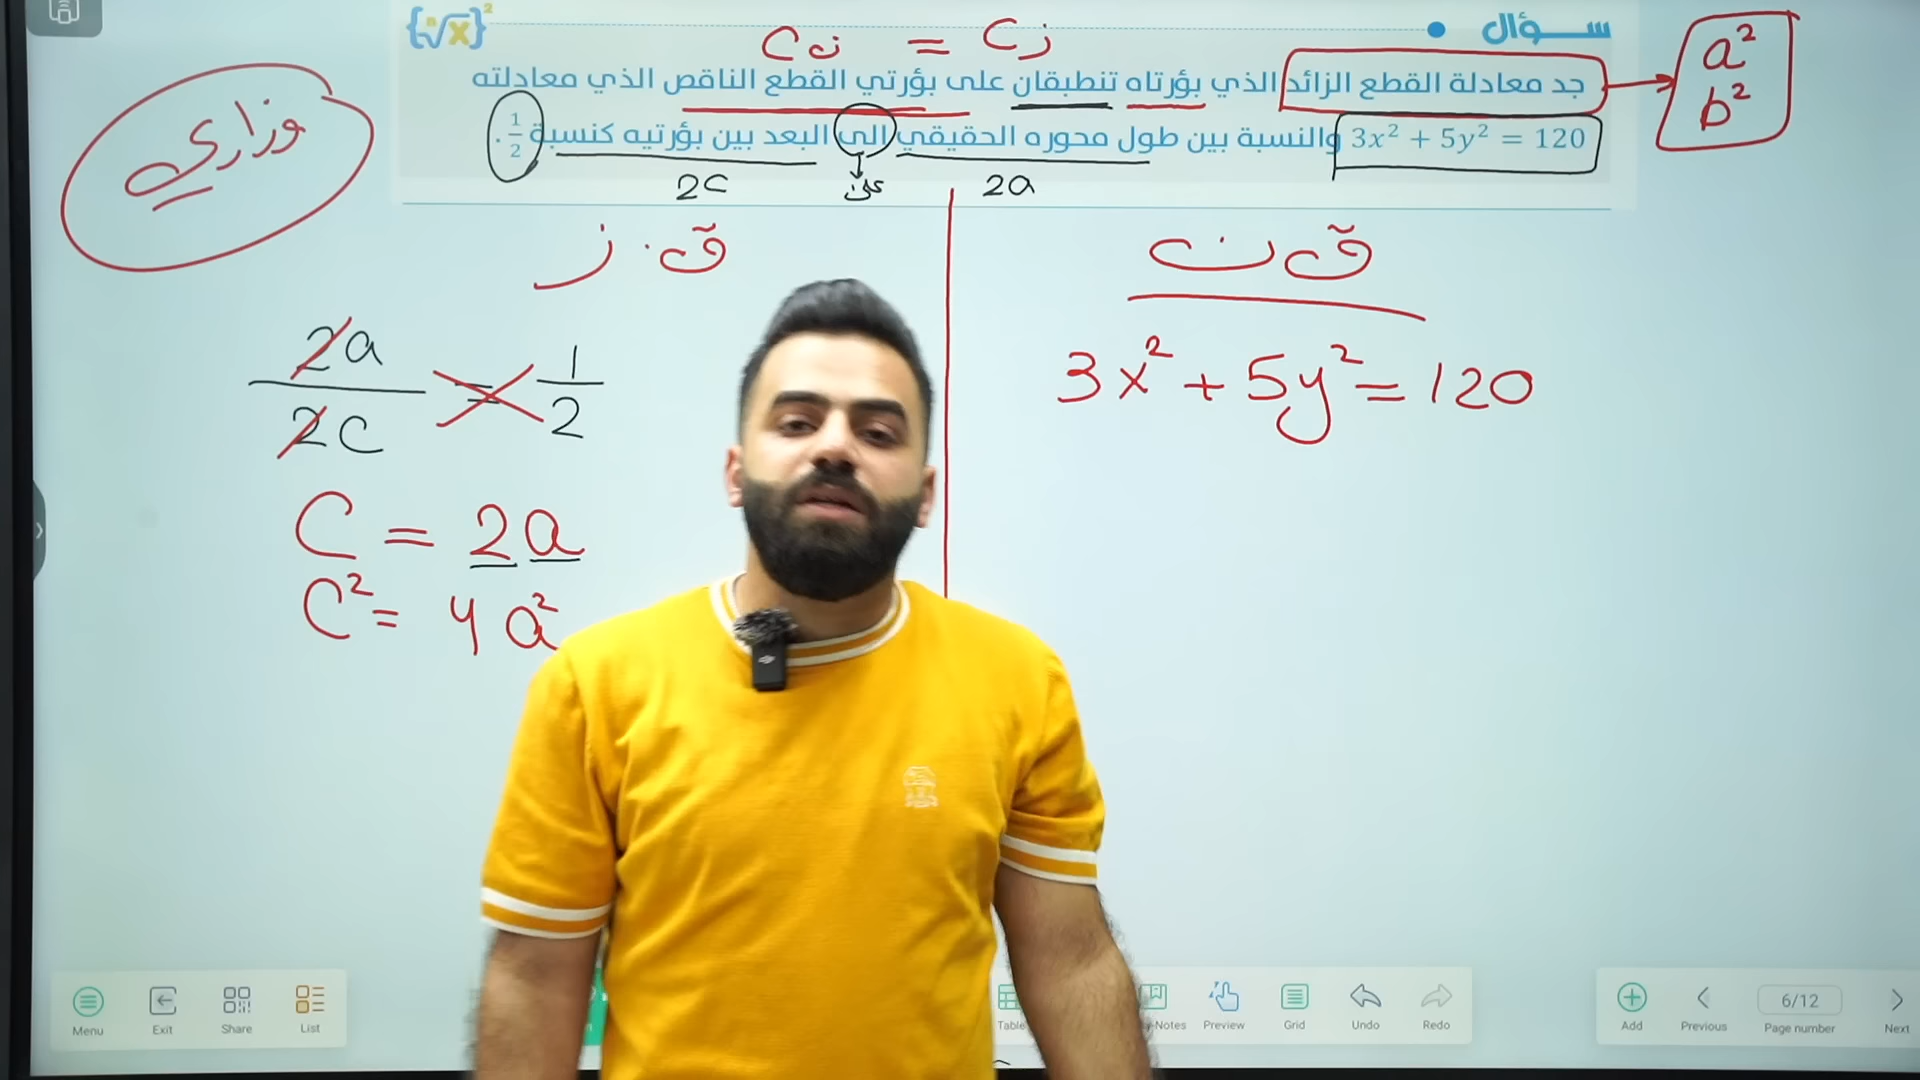 سؤال
{ⁿ√x}²
C ن = C ز
جد معادلة القطع الزائد الذي بؤرتاه تنطبقان على بؤرتي القطع الناقص الذي معادلته
3x² + 5y² = 120 والنسبة بين طول محوره الحقيقي الى البعد بين بؤرتيه كنسبة 1/2 .
a²
b²
وزاري
2a
على
2c
ق. ن
3x² + 5y² = 120
ق. ز
2a/2c = 1/2
C = 2a
C² = 4a²
Menu
Exit
Share
List
Table
-Notes
Preview
Grid
Undo
Redo
Add
Previous
6/12
Page number
Next